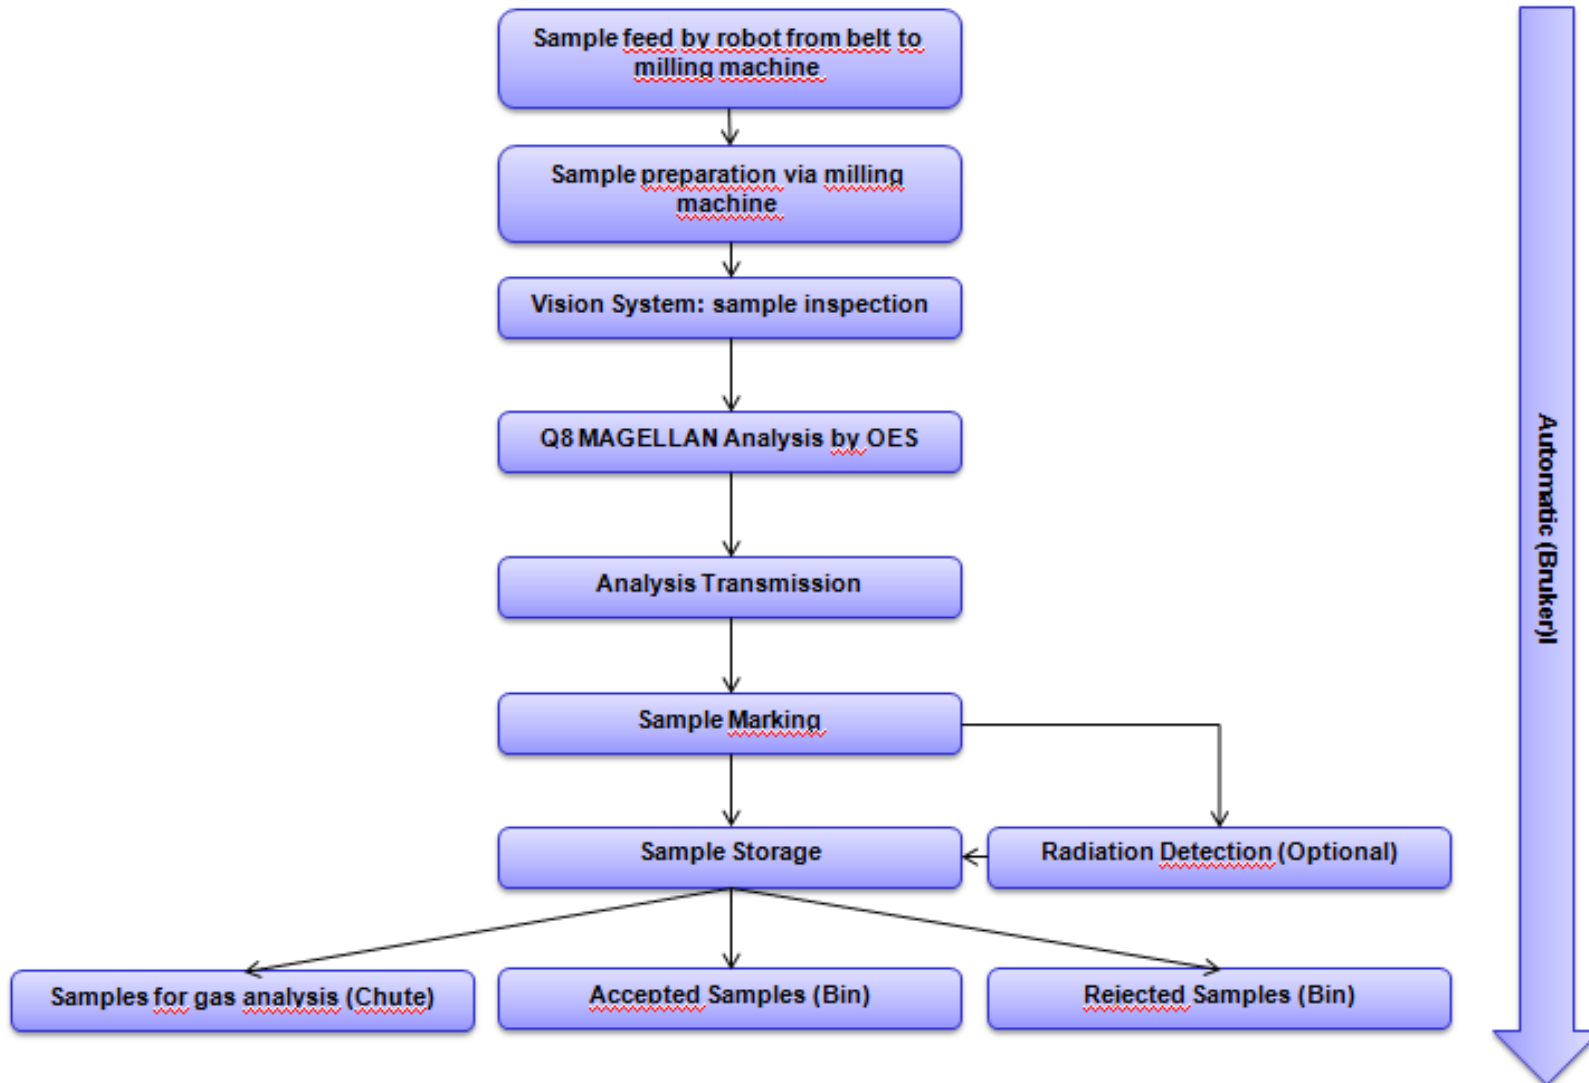 Sample feed by robot from belt to
milling machine
Sample preparation via milling
machine
Vision System: sample inspection
Q8 MAGELLAN Analysis by OES
Analysis Transmission
Sample Marking
Sample Storage
Radiation Detection (Optional)
Samples for gas analysis (Chute)
Accepted Samples (Bin)
Rejected Samples (Bin)
Automatic (Bruker)l